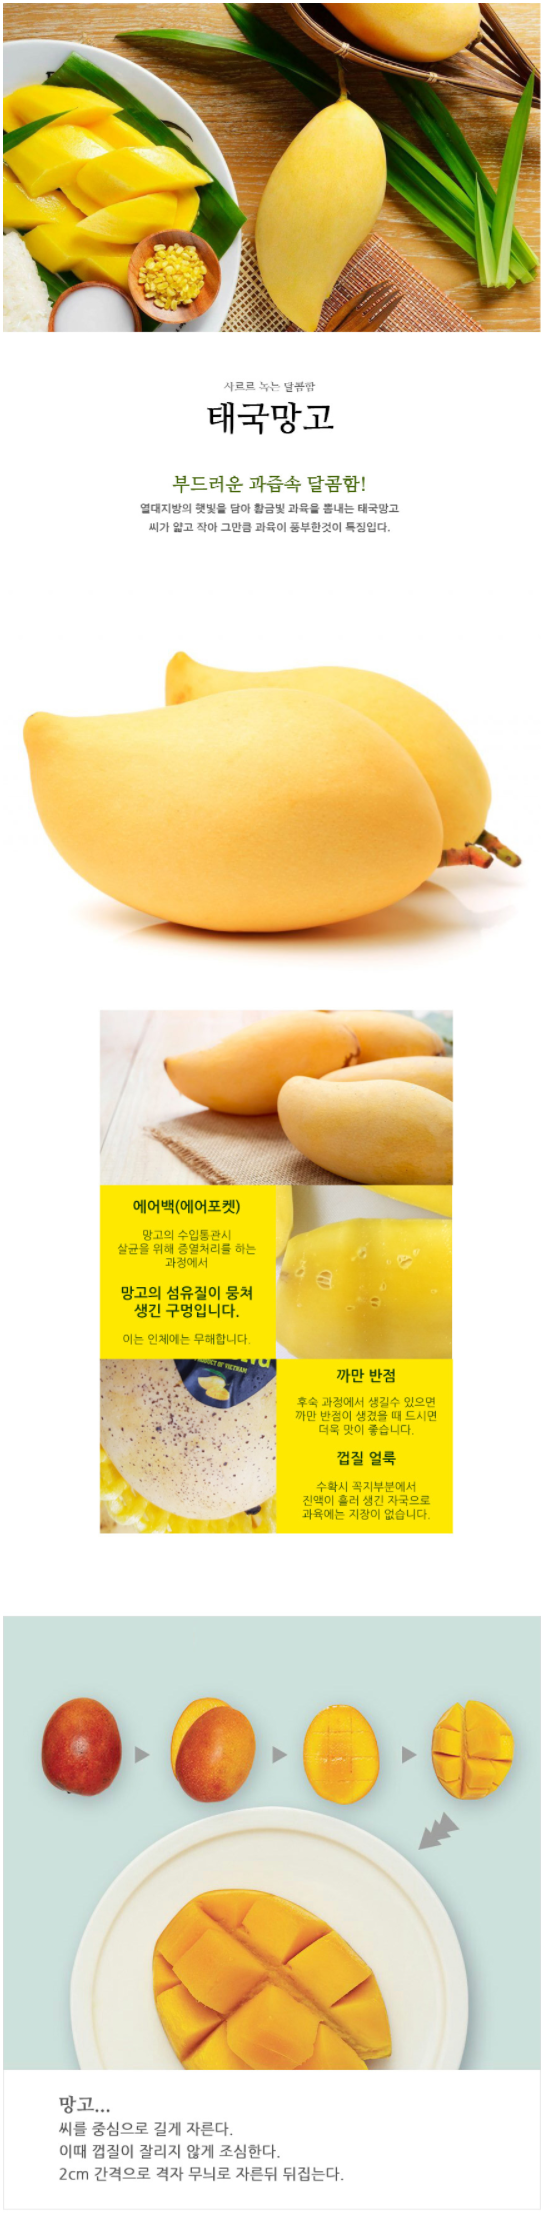 사르르 녹는 달콤함
태국망고
부드러운 과즙속 달콤함!
열대지방의 햇빛을 담아 황금빛 과육을 뽐내는 태국망고
씨가 얇고 작아 그만큼 과육이 풍부한것이 특징입다.
에어백(에어포켓)
망고의 수입통관시
살균을 위해 증열처리를 하는
과정에서
망고의 섬유질이 뭉쳐
생긴 구멍입니다.
이는 인체에는 무해합니다.
PRODUCT OF VIETNAM
까만 반점
후숙 과정에서 생길수 있으면
까만 반점이 생겼을 때 드시면
더욱 맛이 좋습니다.
껍질 얼룩
수확시 꼭지부분에서
진액이 흘러 생긴 자국으로
과육에는 지장이 없습니다.
망고...
씨를 중심으로 길게 자른다.
이때 껍질이 잘리지 않게 조심한다.
2cm 간격으로 격자 무늬로 자른뒤 뒤집는다.